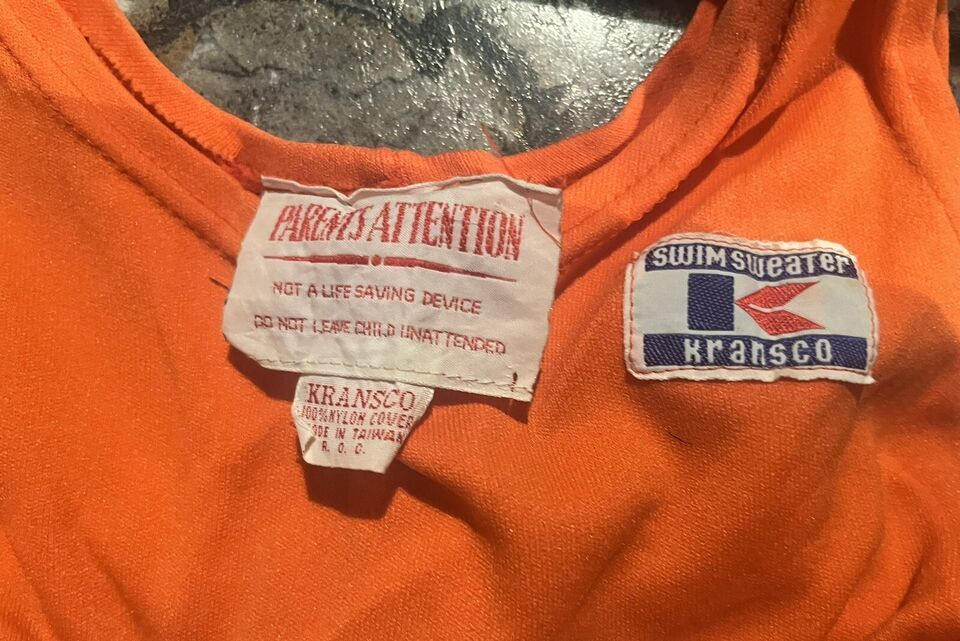 PARENTS ATTENTION
NOT A LIFE SAVING DEVICE
DO NOT LEAVE CHILD UNATTENDED
KRANSCO
100% NYLON COVER
MADE IN TAIWAN
R. O. C.
SWIM SWEATER
KRANSCO